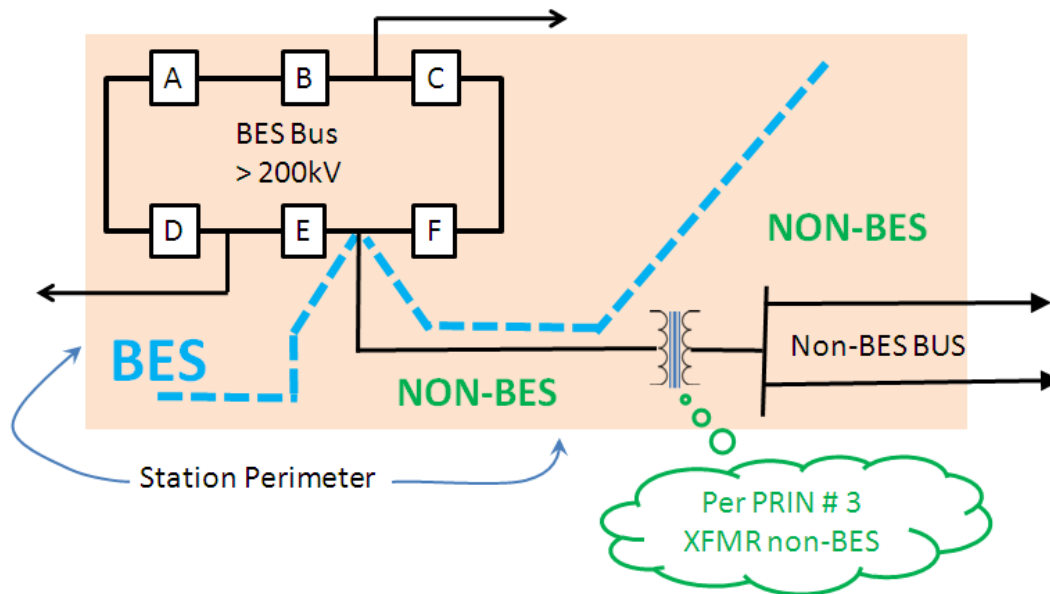 A
B
C
BES Bus
> 200kV
D
E
F
NON-BES
BES
Non-BES BUS
NON-BES
Station Perimeter
Per PRIN # 3
XFMR non-BES